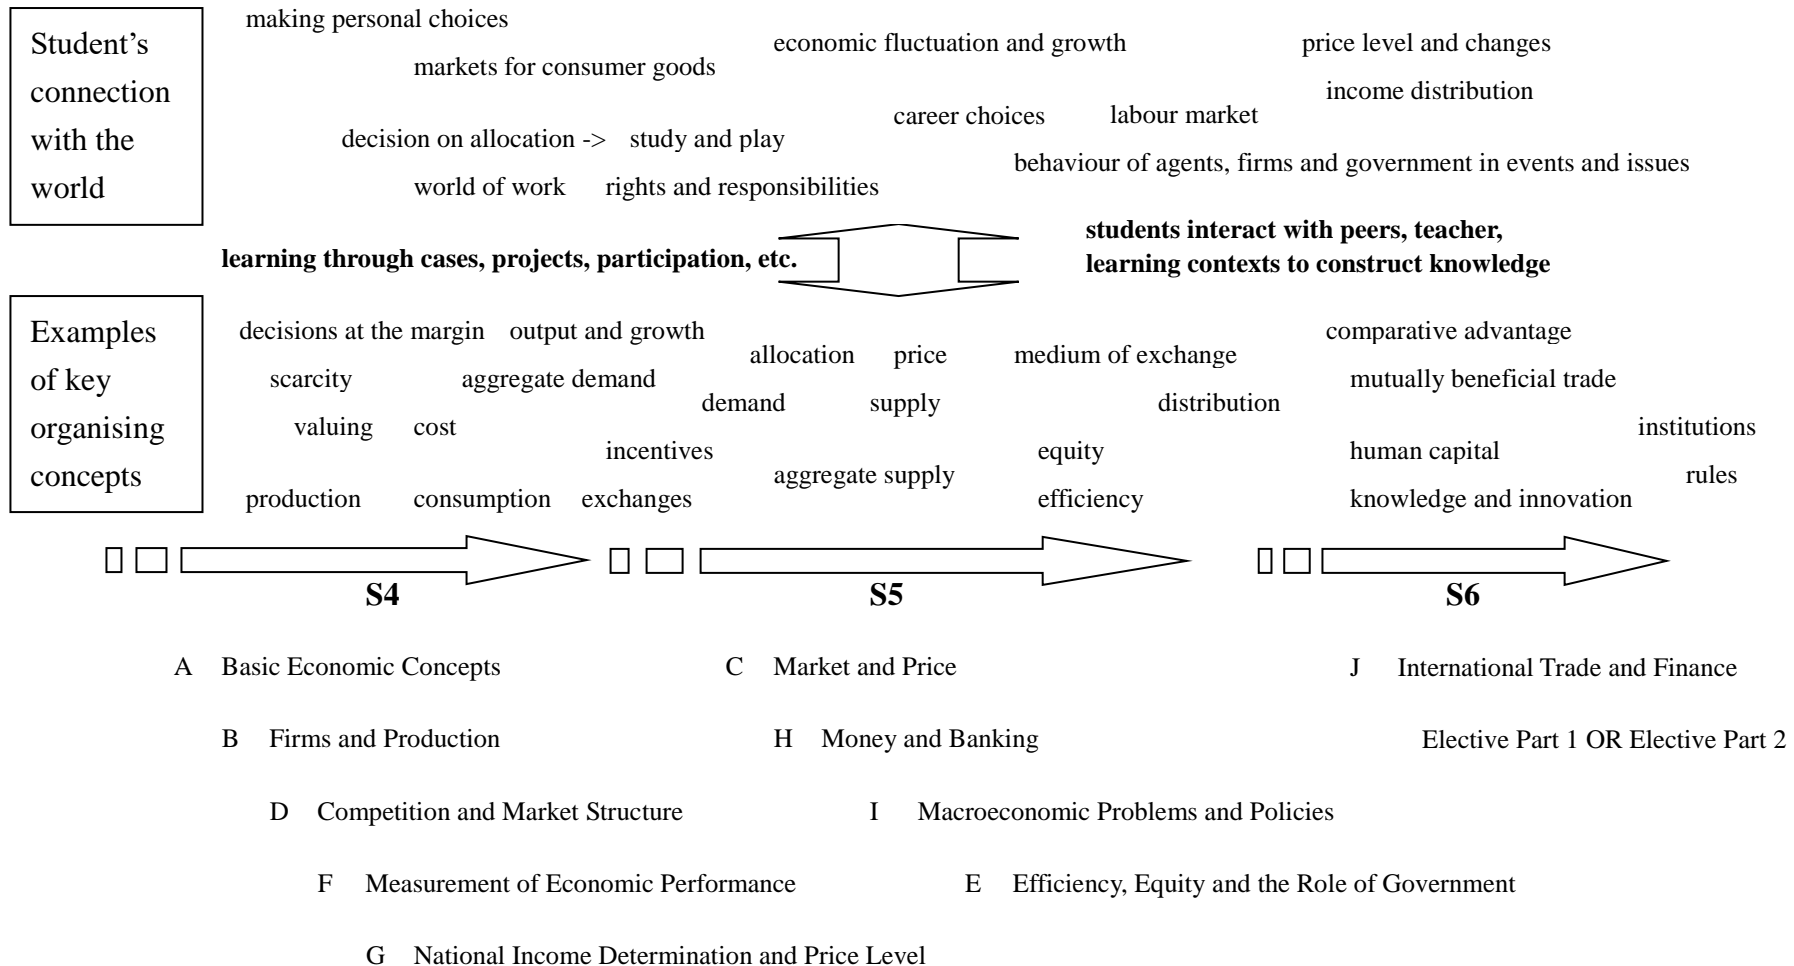 Student’s
connection
with the
world
making personal choices
economic fluctuation and growth
price level and changes
markets for consumer goods
income distribution
career choices
labour market
decision on allocation -> study and play
behaviour of agents, firms and government in events and issues
world of work
rights and responsibilities
learning through cases, projects, participation, etc.
students interact with peers, teacher,
learning contexts to construct knowledge
Examples
of key
organising
concepts
decisions at the margin
output and growth
comparative advantage
allocation
price
medium of exchange
scarcity
aggregate demand
mutually beneficial trade
demand
supply
distribution
valuing
cost
institutions
incentives
equity
human capital
aggregate supply
rules
production
consumption
exchanges
efficiency
knowledge and innovation
S4
S5
S6
A Basic Economic Concepts
C Market and Price
J International Trade and Finance
B Firms and Production
H Money and Banking
Elective Part 1 OR Elective Part 2
D Competition and Market Structure
I Macroeconomic Problems and Policies
F Measurement of Economic Performance
E Efficiency, Equity and the Role of Government
G National Income Determination and Price Level